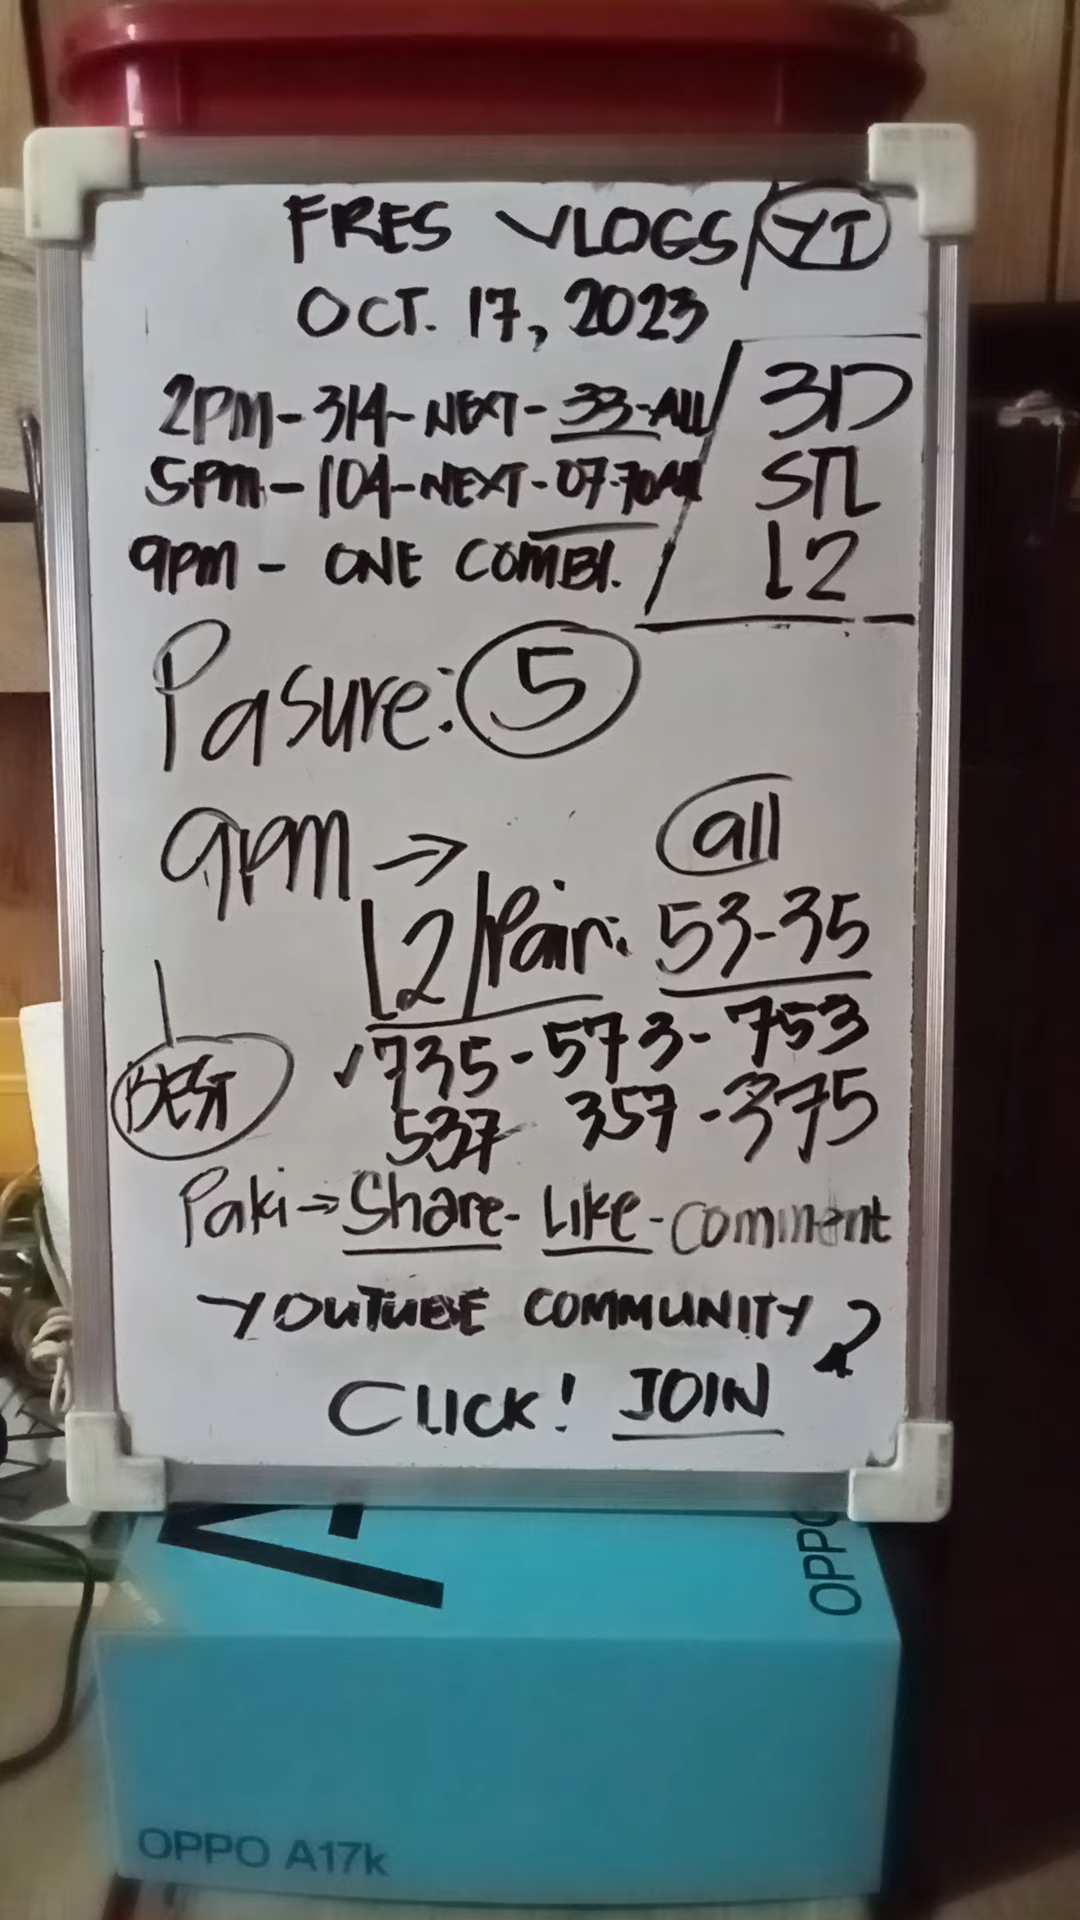 FRES VLOGS/YT
OCT. 17, 2023
2PM - 314 - NEXT - 33 - ALL
5PM - 104 - NEXT - 07-70 All
9PM - ONE COMBI.
3D
STL
L2
Pasure: 5
9PM → all
L2/Pair: 53-35
BEST
✓735 - 573 - 753
537 357 - 375
Paki → Share - Like - Comment
YOUTUBE COMMUNITY
CLICK! JOIN
OPPO
OPPO A17k